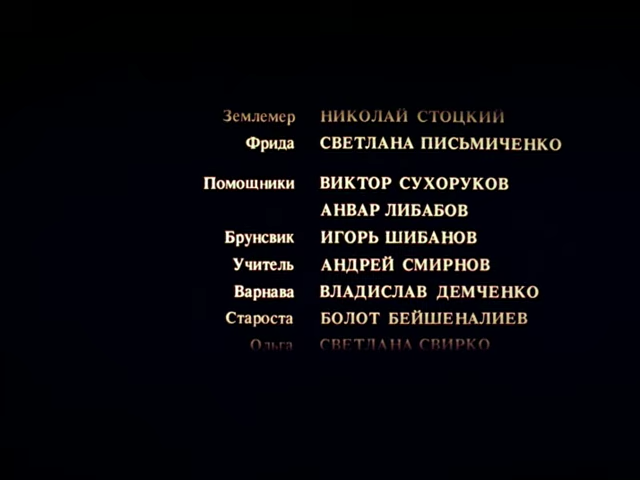 Землемер НИКОЛАЙ СТОЦКИЙ
Фрида СВЕТЛАНА ПИСЬМИЧЕНКО
Помощники ВИКТОР СУХОРУКОВ
АНВАР ЛИБАБОВ
Брунсвик ИГОРЬ ШИБАНОВ
Учитель АНДРЕЙ СМИРНОВ
Варнава ВЛАДИСЛАВ ДЕМЧЕНКО
Староста БОЛОТ БЕЙШЕНАЛИЕВ
Ольга СВЕТЛАНА СВИРКО